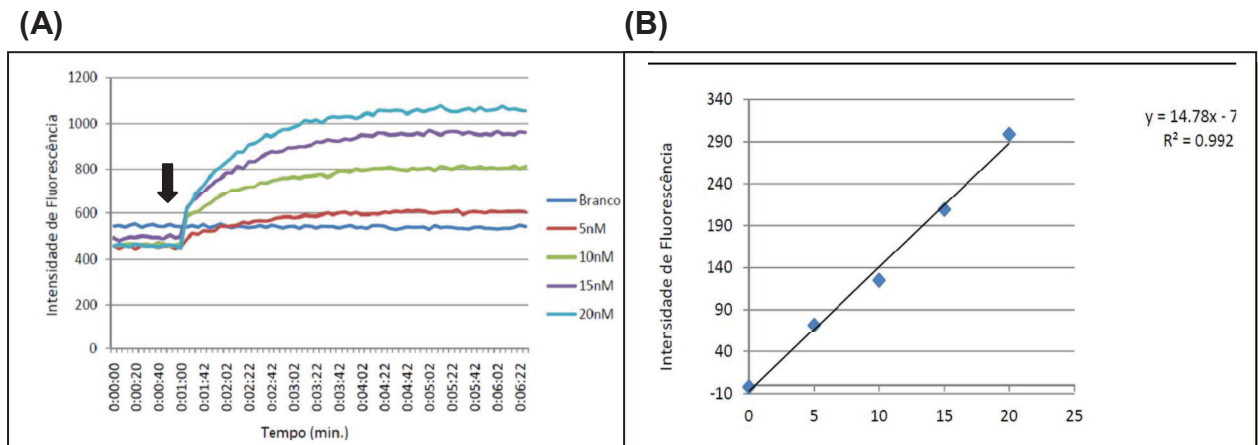 (A)
(B)
1200
1000
800
600
400
200
0
Intensidade de Fluorescência
0:00:00
0:00:20
0:00:40
0:01:00
0:01:42
0:02:02
0:02:22
0:02:42
0:03:02
0:03:22
0:03:42
0:04:02
0:04:22
0:04:42
0:05:02
0:05:22
0:05:42
0:06:02
0:06:22
Tempo (min.)
Branco
5nM
10nM
15nM
20nM
340
290
240
190
140
90
40
-10
Intersidade de Fluorescência
0 5 10 15 20 25
y = 14.78x - 7
R² = 0.992